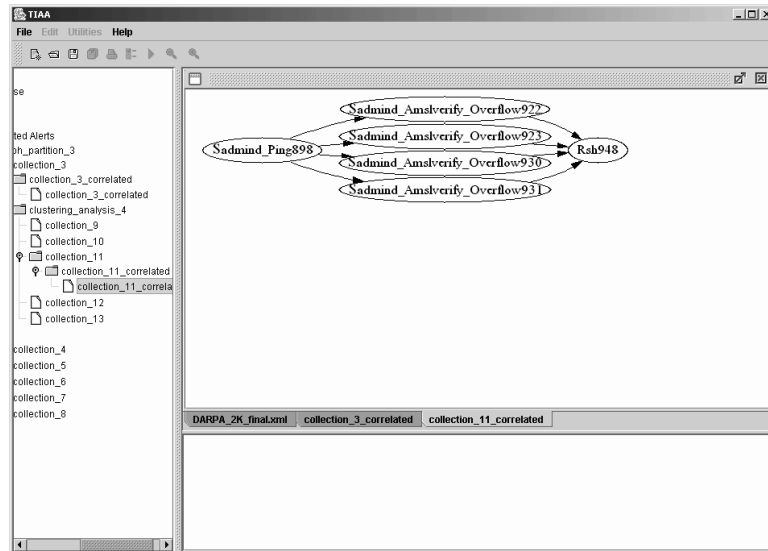 TIAA
File Edit Utilities Help
se
ted Alerts
ph_partition_3
collection_3
collection_3_correlated
collection_3_correlated
clustering_analysis_4
collection_9
collection_10
collection_11
collection_11_correlated
collection_11_correla
collection_12
collection_13
collection_4
collection_5
collection_6
collection_7
collection_8
Sadmind_Amslverify_Overflow922
Sadmind_Amslverify_Overflow923
Sadmind_Ping898
Rsh948
Sadmind_Amslverify_Overflow930
Sadmind_Amslverify_Overflow931
DARPA_2K_final.xml collection_3_correlated collection_11_correlated